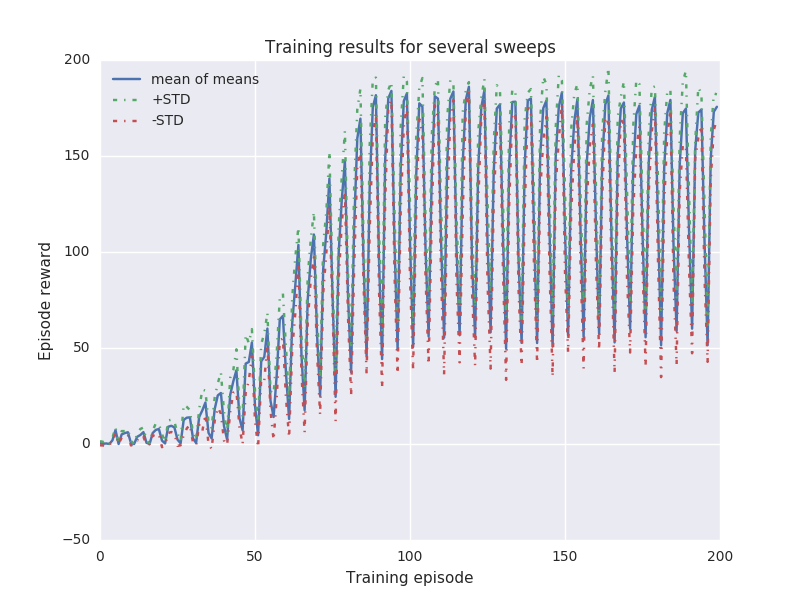 Training results for several sweeps
mean of means
+STD
-STD
200
150
100
50
0
−50
Episode reward
0 50 100 150 200
Training episode